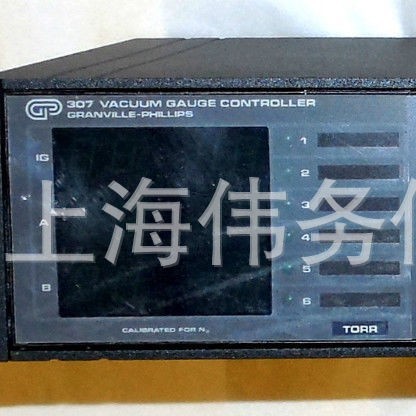 GP 307 VACUUM GAUGE CONTROLLER
GRANVILLE-PHILLIPS
1
IG
2
3
A
上海伟务
4
5
B
6
CALIBRATED FOR N₂
TORR